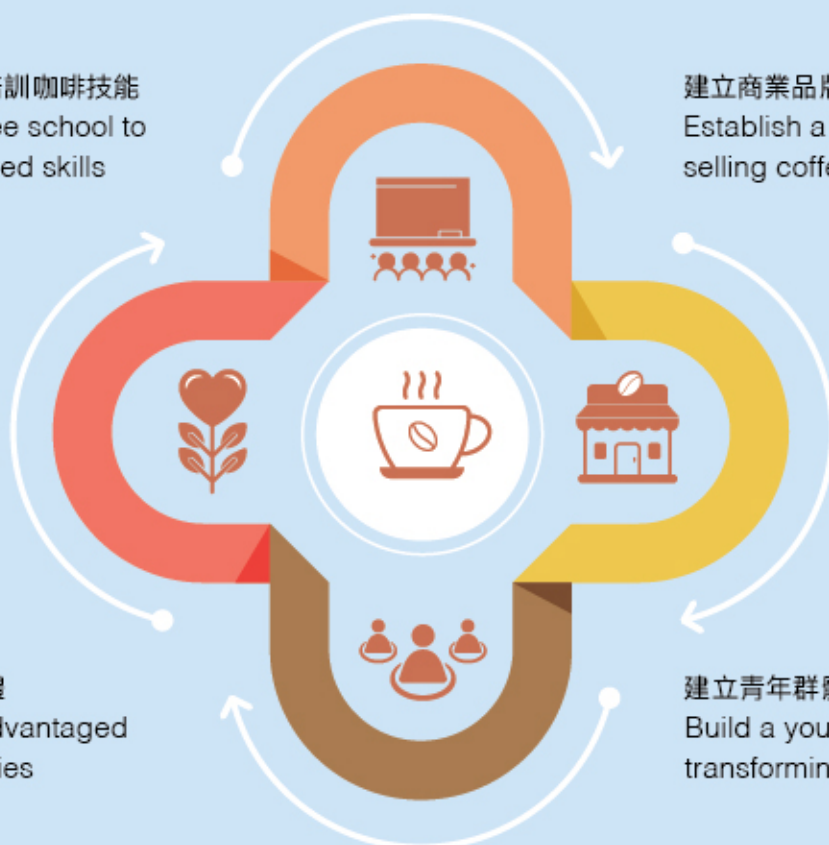 訓咖啡技能
ee school to
ed skills
建立商業品
Establish a
selling coffe
dvantaged
ies
建立青年群
Build a you
transformin